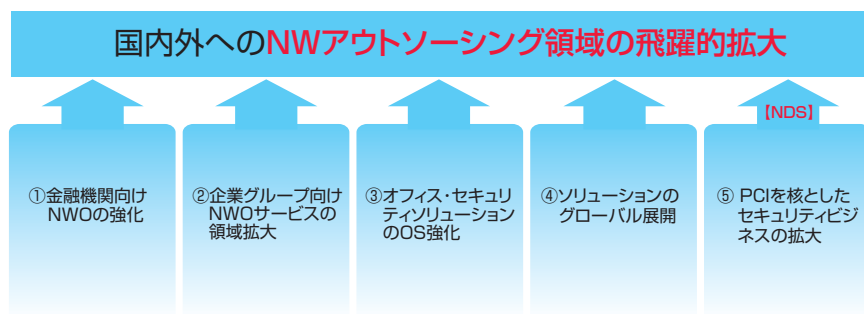 国内外へのNWアウトソーシング領域の飛躍的拡大
【NDS】
①金融機関向け
NWOの強化
②企業グループ向け
NWOサービスの
領域拡大
③オフィス・セキュリ
ティソリューション
のOS強化
④ソリューションの
グローバル展開
⑤ PCIを核とした
セキュリティビジ
ネスの拡大